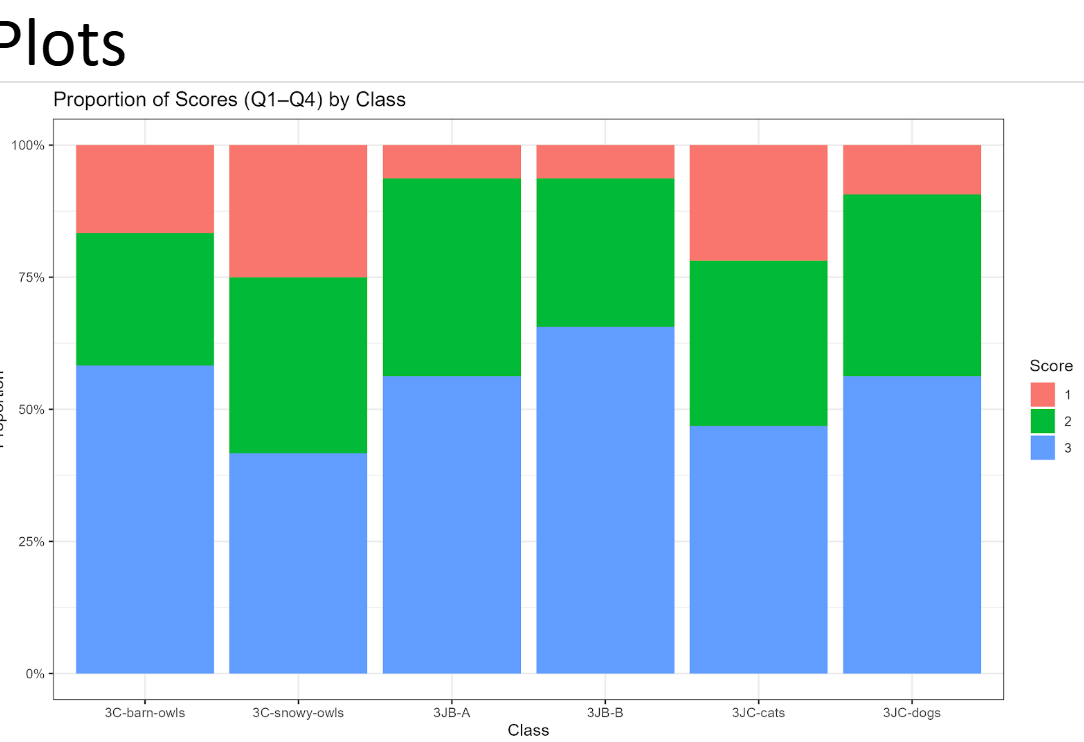 Plots
Proportion of Scores (Q1–Q4) by Class
100%
75%
50%
25%
0%
3C-barn-owls 3C-snowy-owls 3JB-A 3JB-B 3JC-cats 3JC-dogs
Class
Score
1
2
3